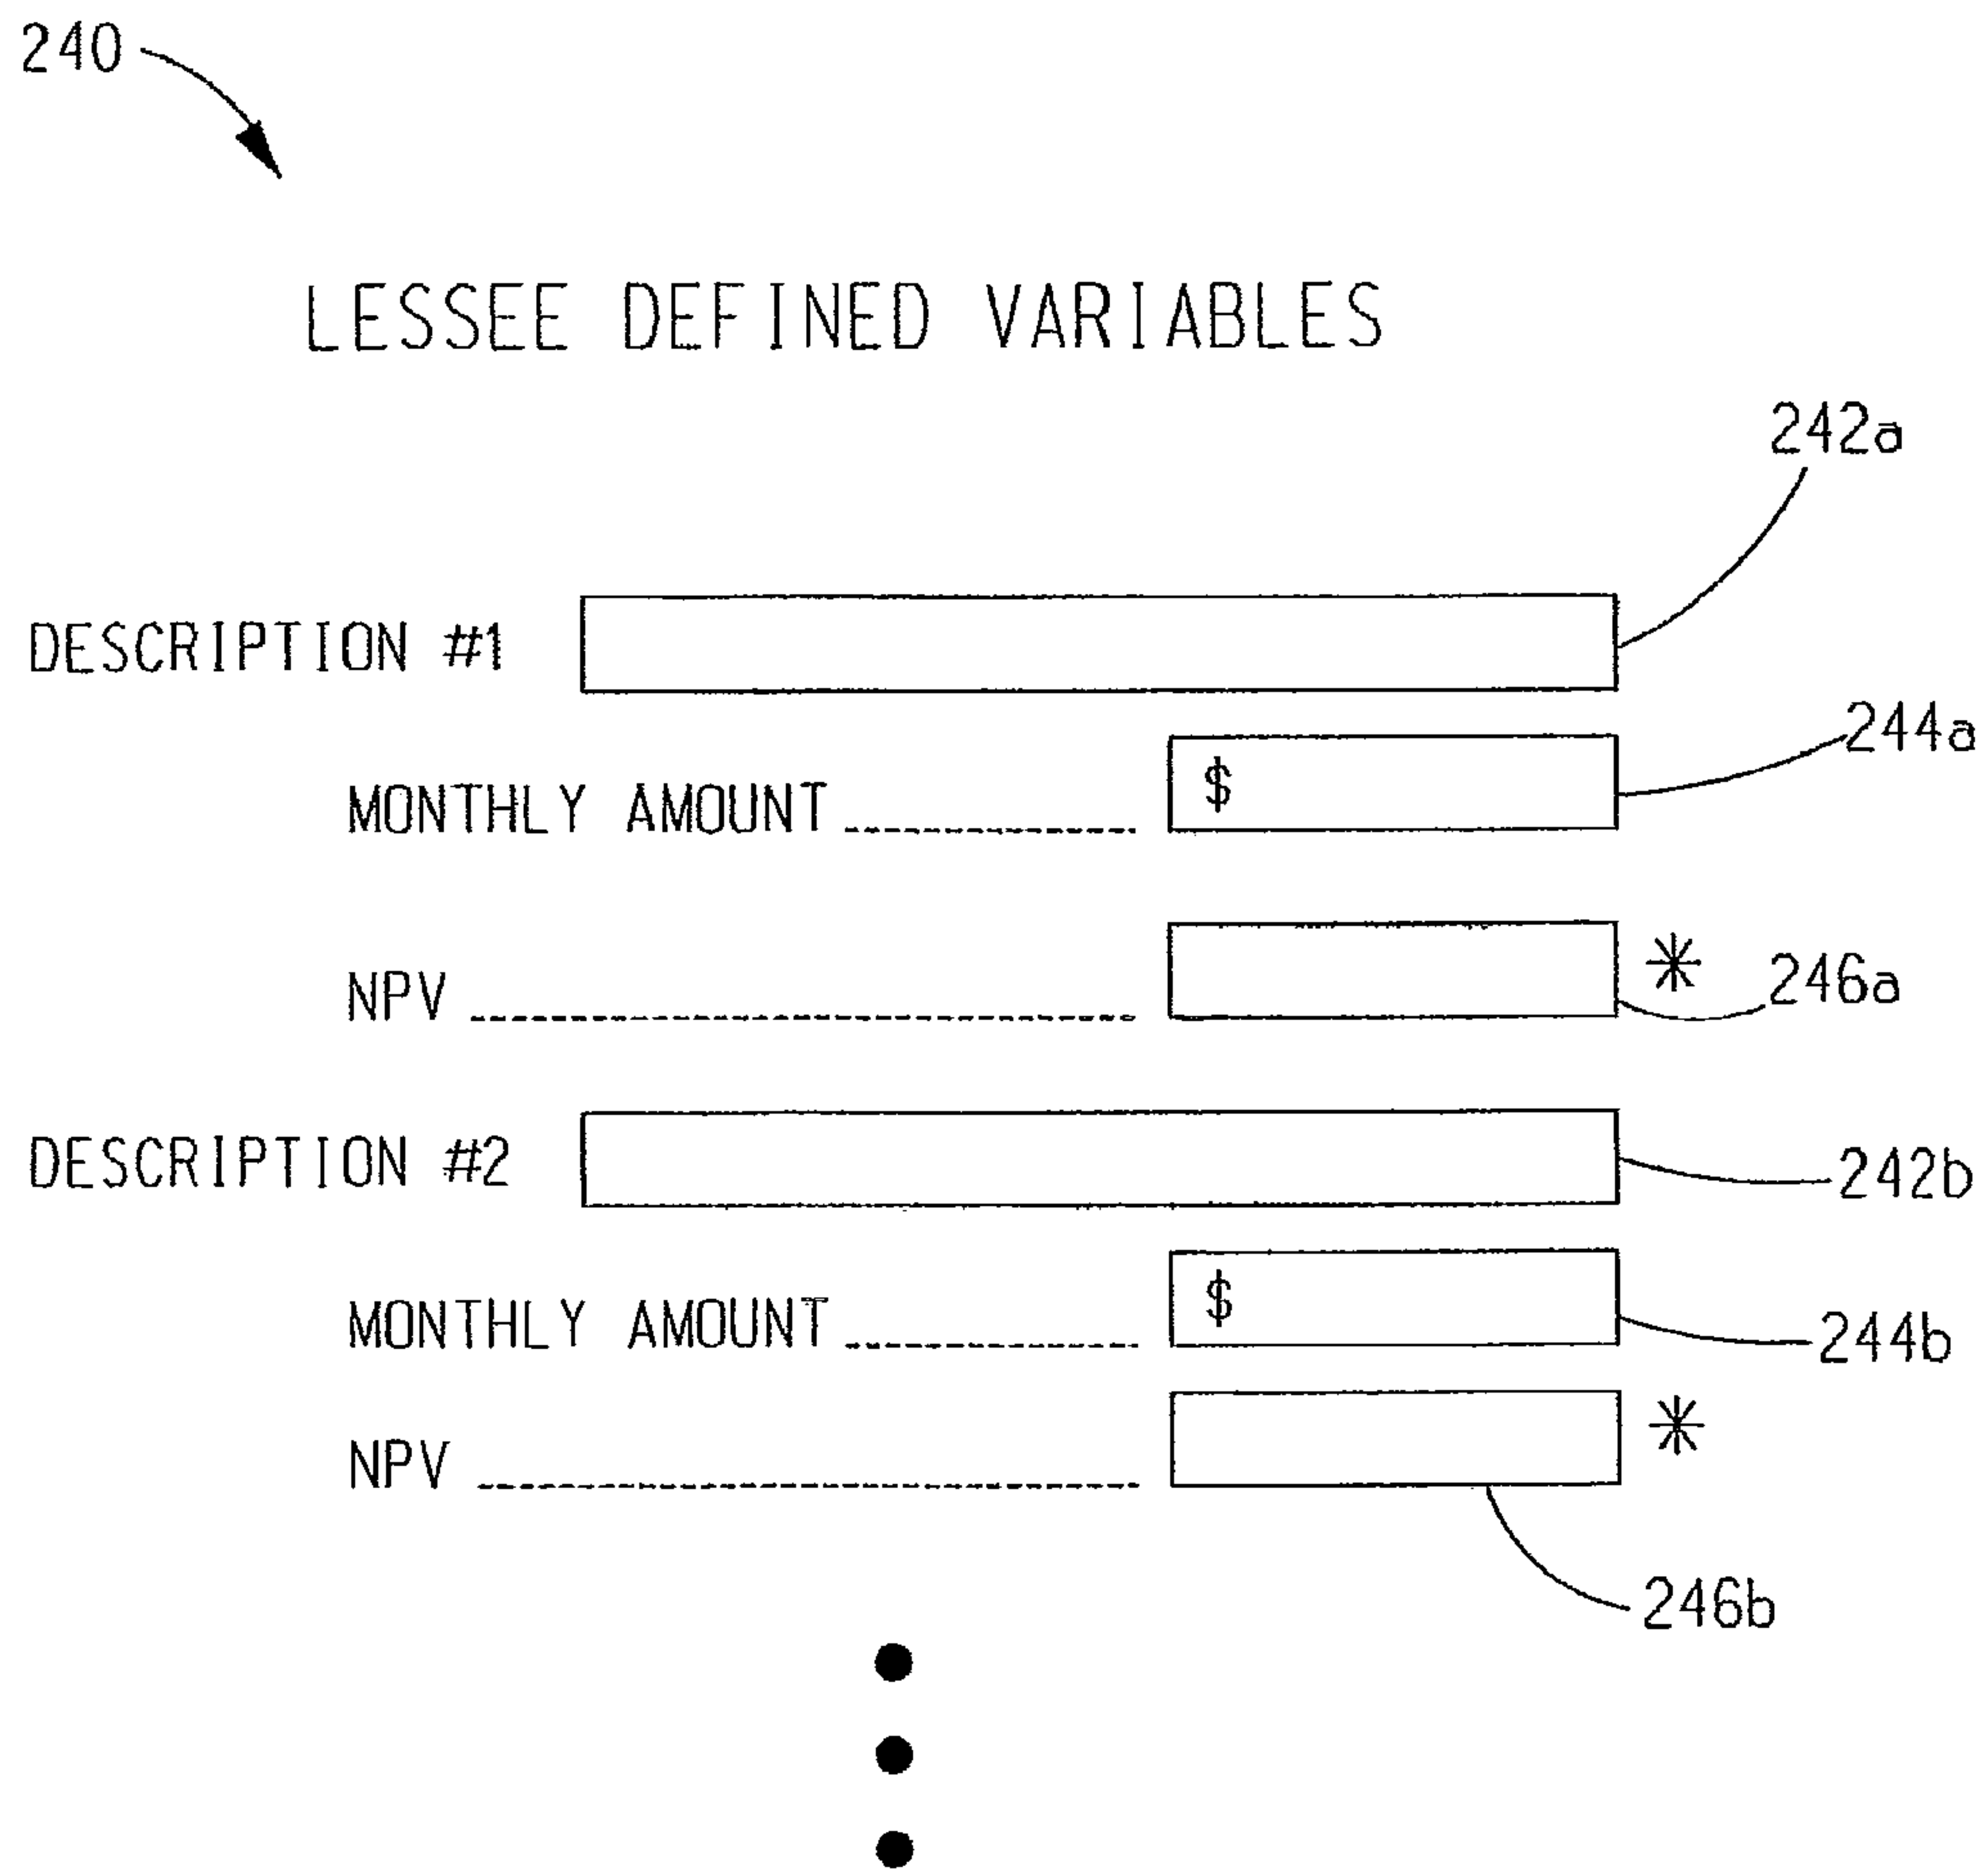 240
LESSEE DEFINED VARIABLES
242a
DESCRIPTION #1
244a
MONTHLY AMOUNT $
NPV * 246a
DESCRIPTION #2 242b
MONTHLY AMOUNT $ 244b
NPV *
246b